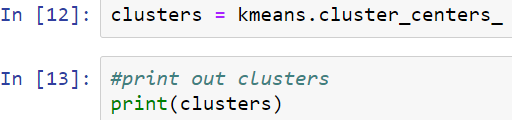 In [12]: clusters = kmeans.cluster_centers_
In [13]: #print out clusters
print(clusters)